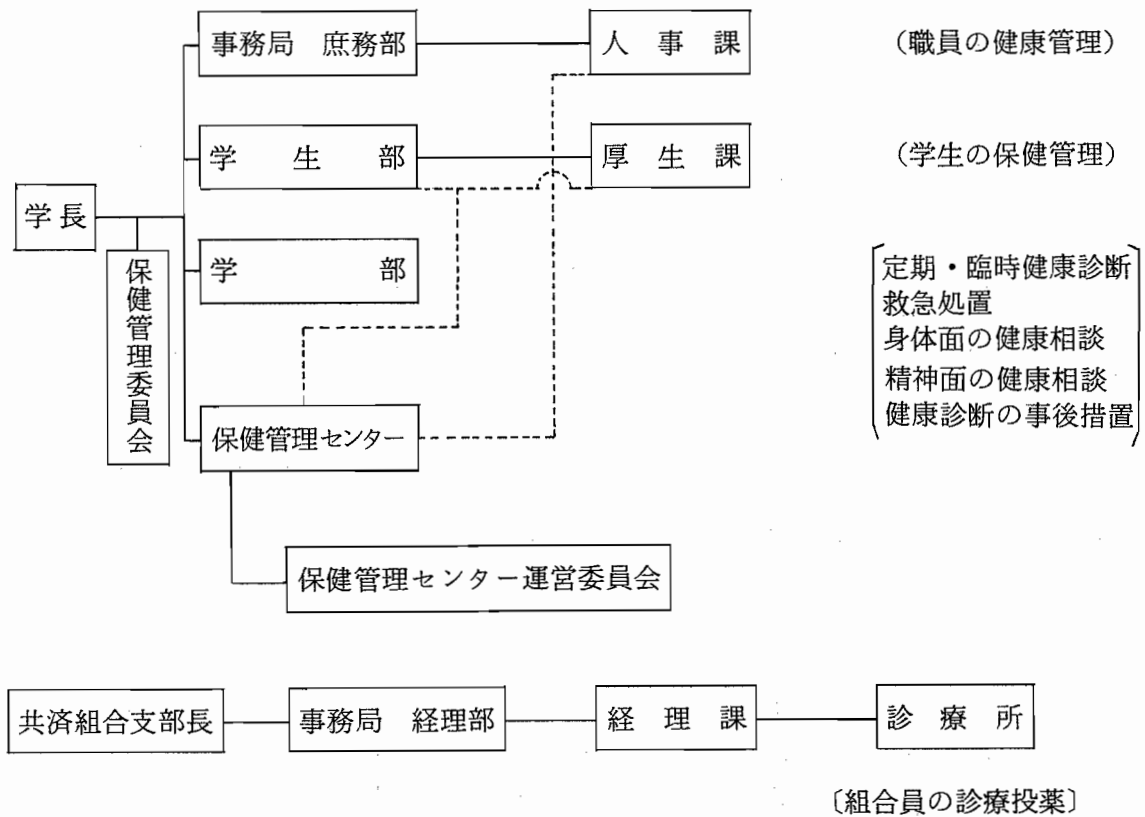 事務局 庶務部
人事課
(職員の健康管理)
学生部
厚生課
(学生の保健管理)
学長
保健管理委員会
学部
定期・臨時健康診断
救急処置
身体面の健康相談
精神面の健康相談
健康診断の事後措置
保健管理センター
保健管理センター運営委員会
共済組合支部長
事務局 経理部
経理課
診療所
〔組合員の診療投薬〕